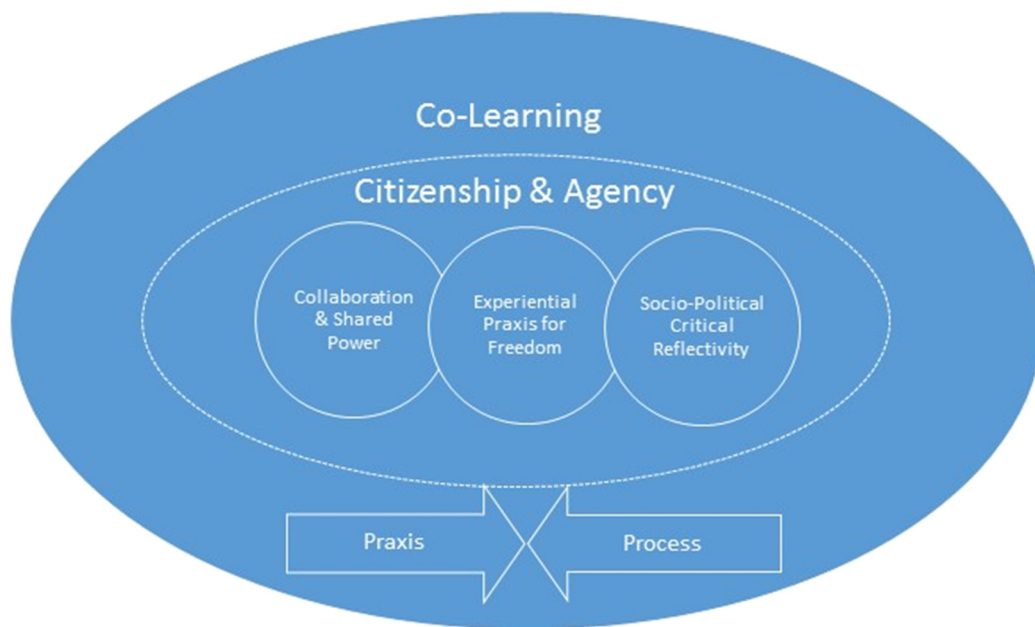 Co-Learning
Citizenship & Agency
Collaboration
& Shared
Power
Experiential
Praxis for
Freedom
Socio-Political
Critical
Reflectivity
Praxis
Process